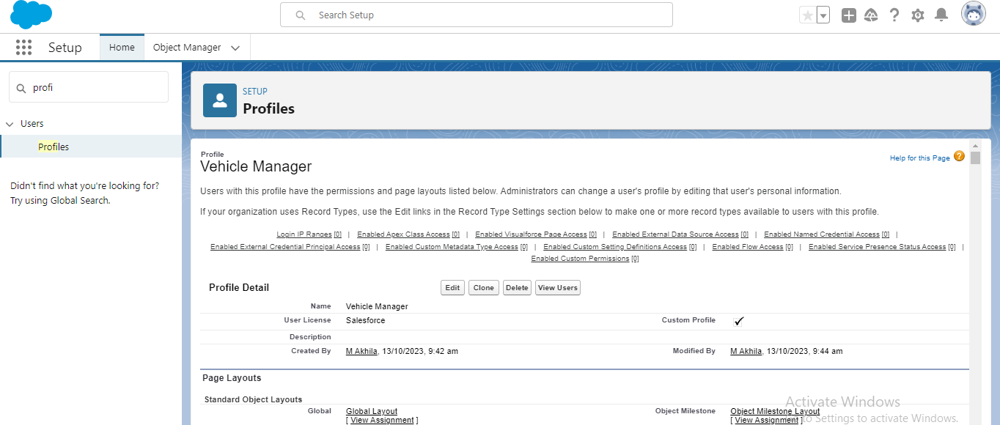 Search Setup
Setup
Home
Object Manager
profi
Users
Profiles
Didn't find what you're looking for?
Try using Global Search.
SETUP
Profiles
Profile
Vehicle Manager
Help for this Page
Users with this profile have the permissions and page layouts listed below. Administrators can change a user's profile by editing that user's personal information.
If your organization uses Record Types, use the Edit links in the Record Type Settings section below to make one or more record types available to users with this profile.
Login IP Ranges [0] | Enabled Apex Class Access [0] | Enabled Visualforce Page Access [0] | Enabled External Data Source Access [0] | Enabled Named Credential Access [0] |
Enabled External Credential Principal Access [0] | Enabled Custom Metadata Type Access [0] | Enabled Custom Setting Definitions Access [0] | Enabled Flow Access [0] | Enabled Service Presence Status Access [0] |
Enabled Custom Permissions [0]
Profile Detail Edit Clone Delete View Users
Name Vehicle Manager
User License Salesforce Custom Profile ✓
Description
Created By M Akhila, 13/10/2023, 9:42 am Modified By M Akhila, 13/10/2023, 9:44 am
Page Layouts
Standard Object Layouts
Global Global Layout Object Milestone Object Milestone Layout
[ View Assignment ] [ View Assignment ]
Activate Windows
to Settings to activate Windows.